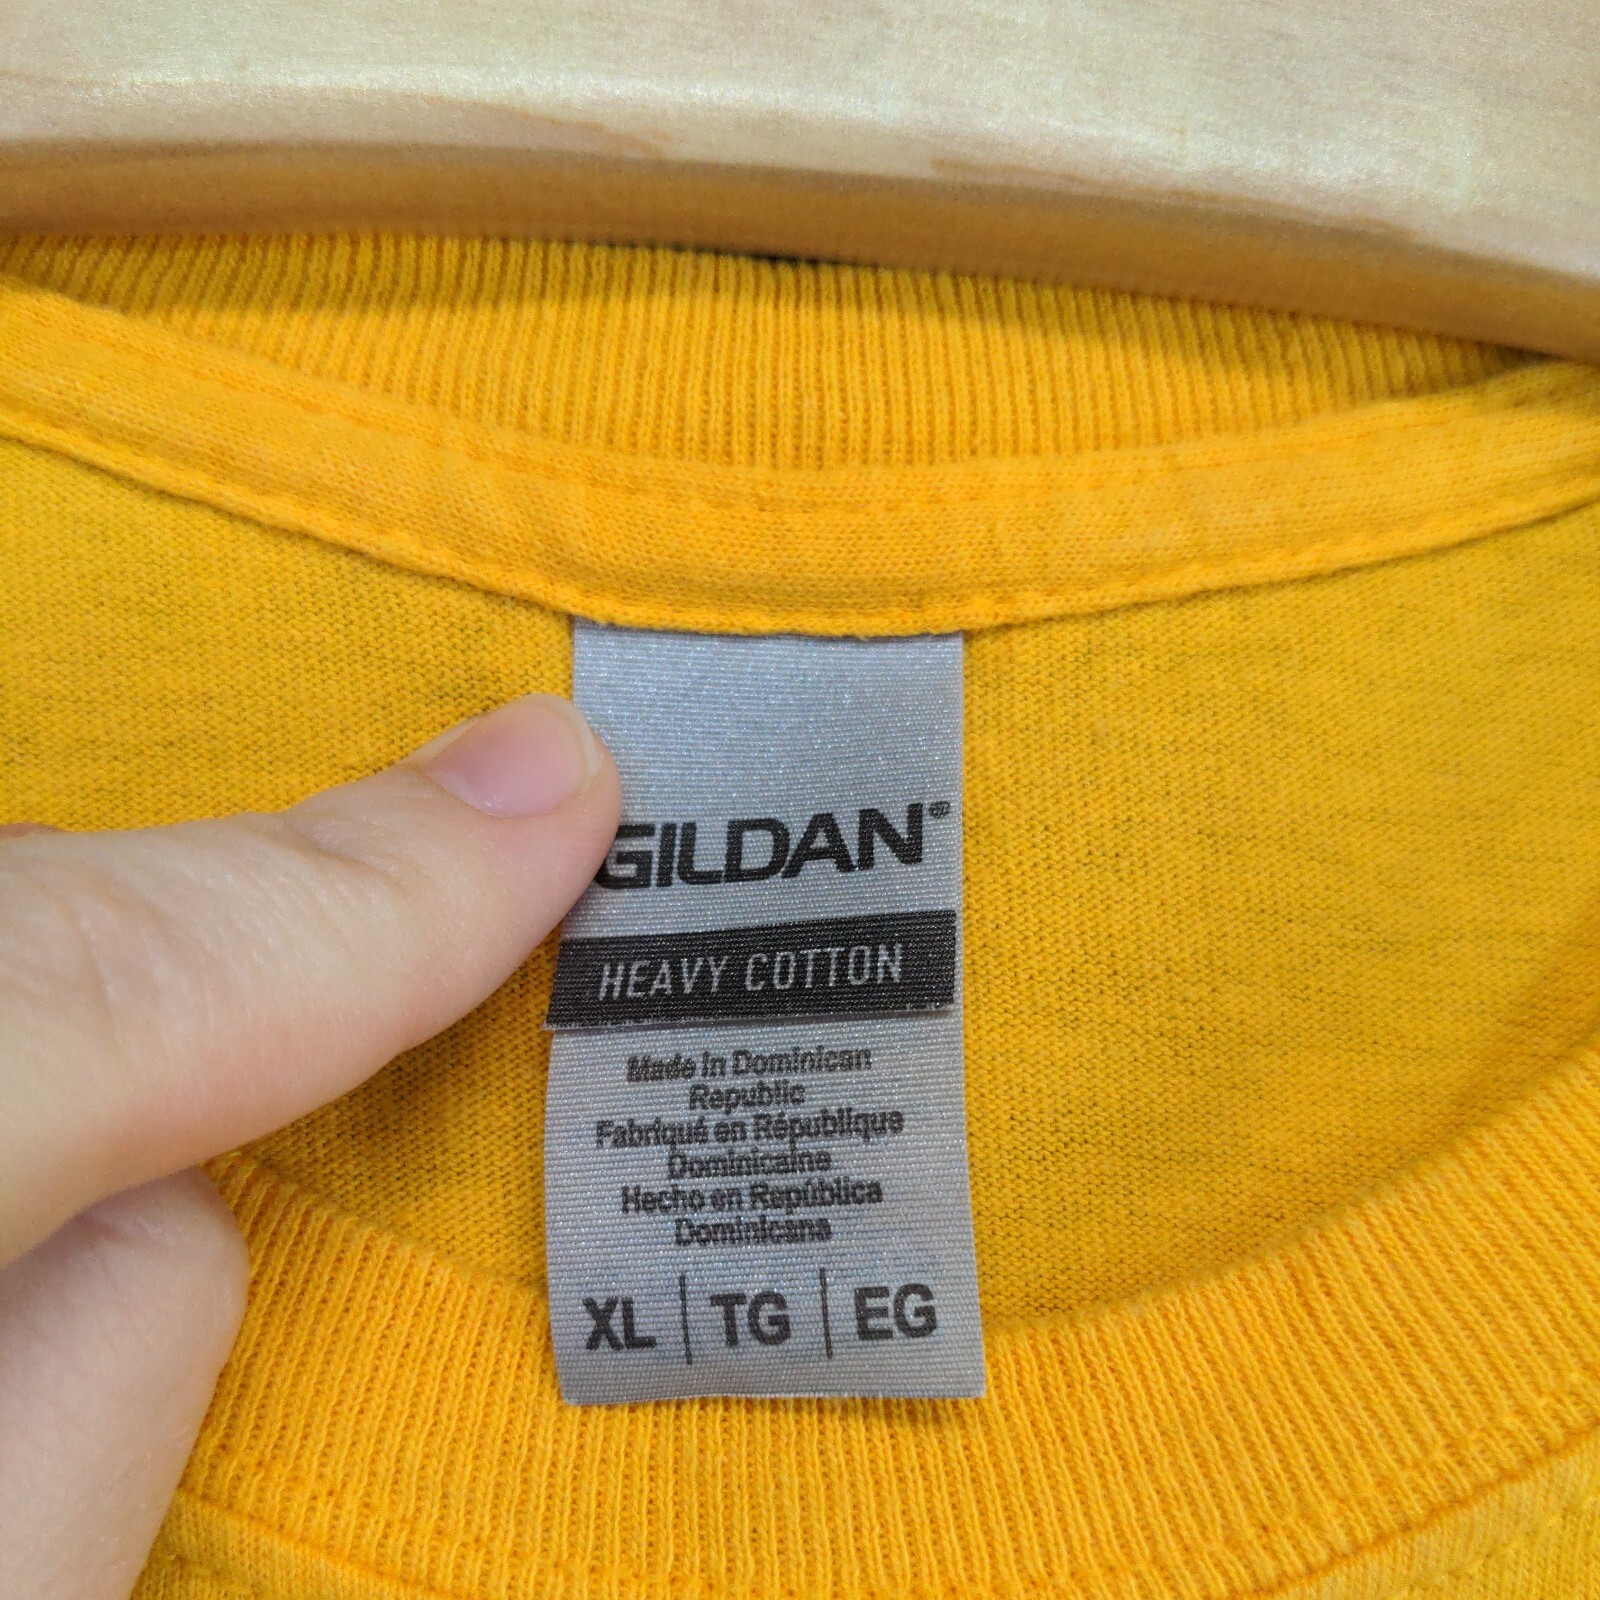 GILDAN®
HEAVY COTTON
Made in Dominican
Republic
Fabriqué en République
Dominicaine
Hecho en República
Dominicana
XL | TG | EG